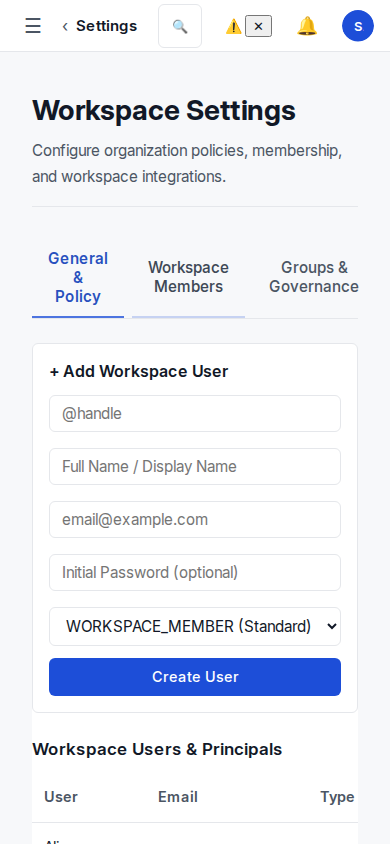 ☰ ‹ Settings 🔍 ⚠️ ✕ 🔔 S
Workspace Settings
Configure organization policies, membership,
and workspace integrations.
General
&
Policy
Workspace
Members
Groups &
Governance
+ Add Workspace User
@handle
Full Name / Display Name
email@example.com
Initial Password (optional)
WORKSPACE_MEMBER (Standard)
Create User
Workspace Users & Principals
User Email Type